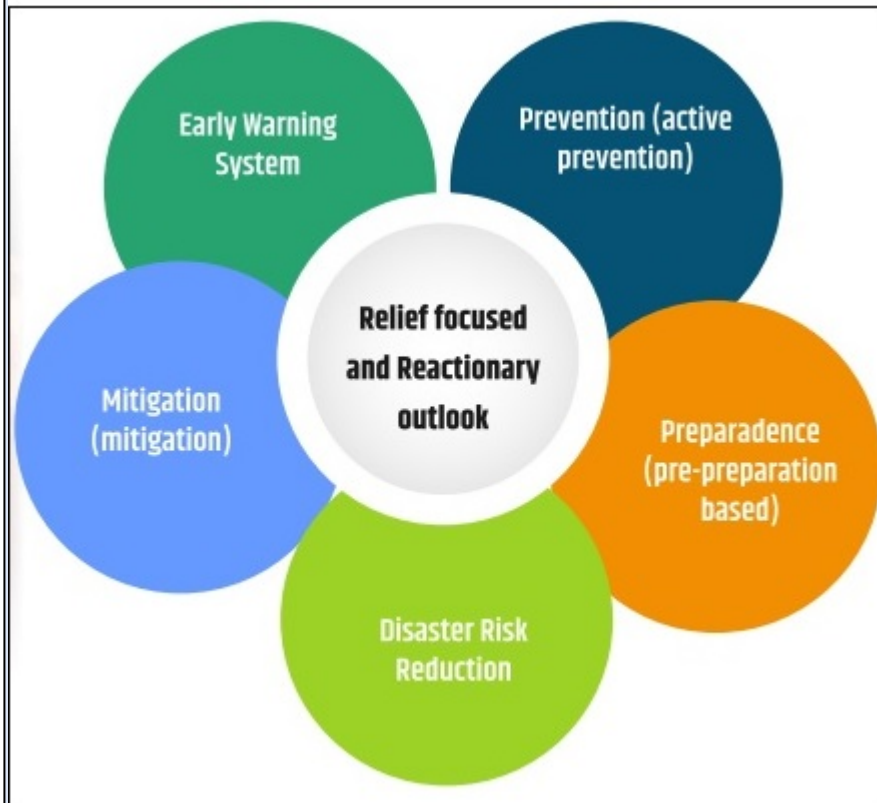 Early Warning
System
Prevention (active
prevention)
Relief focused
and Reactionary
outlook
Mitigation
(mitigation)
Preparadence
(pre-preparation
based)
Disaster Risk
Reduction